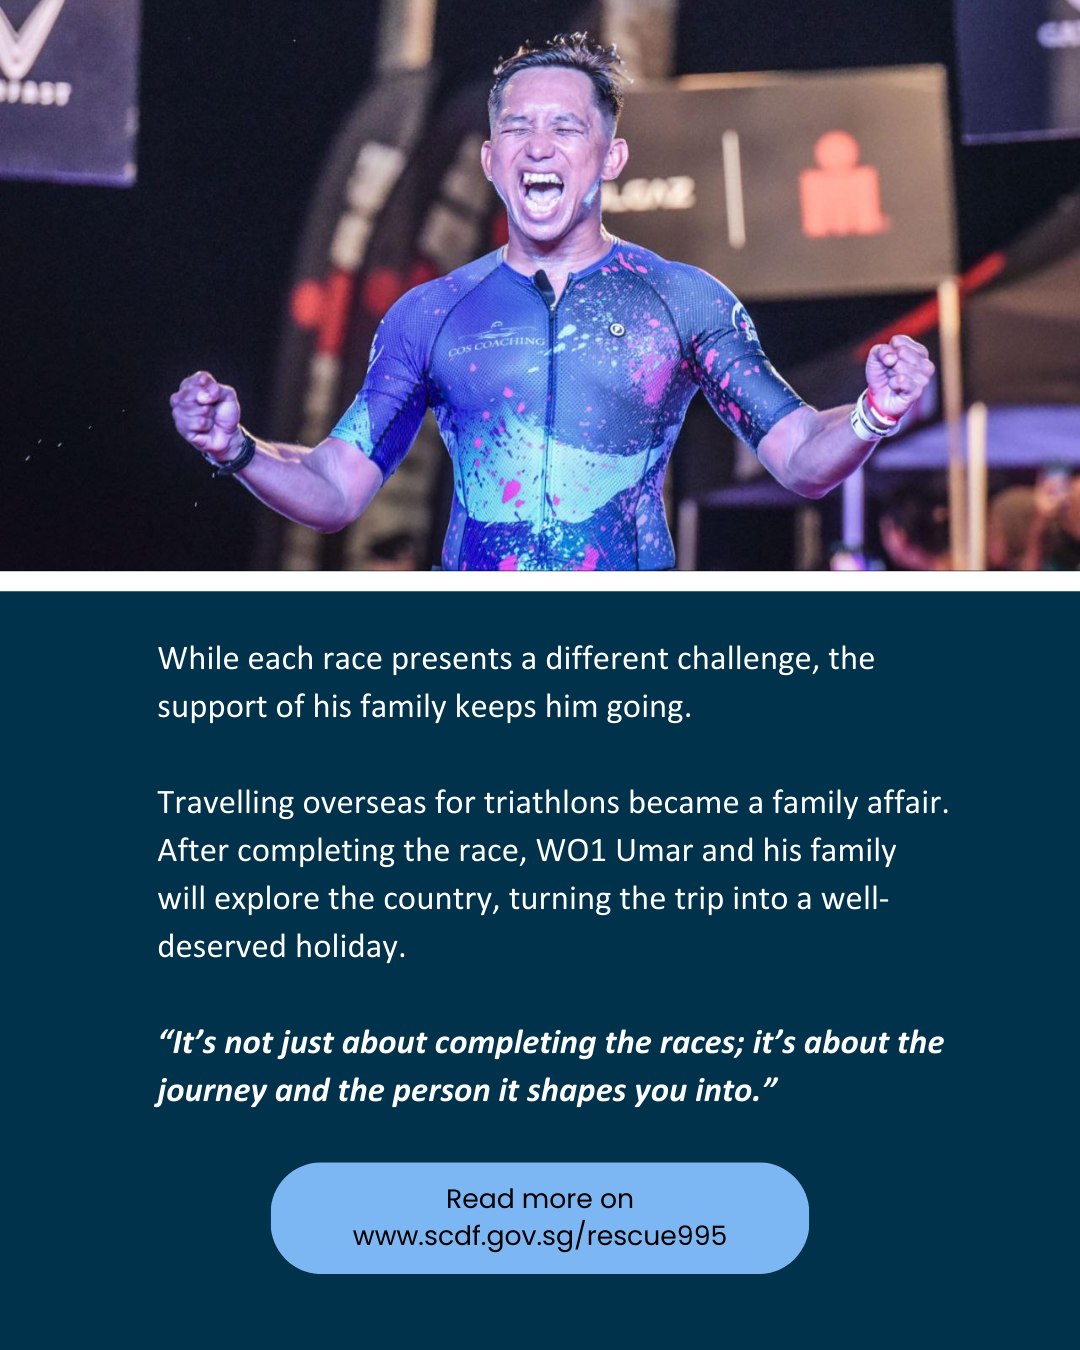 COS COACHING
While each race presents a different challenge, the
support of his family keeps him going.
Travelling overseas for triathlons became a family affair.
After completing the race, WO1 Umar and his family
will explore the country, turning the trip into a well-
deserved holiday.
“It’s not just about completing the races; it’s about the
journey and the person it shapes you into.”
Read more on
www.scdf.gov.sg/rescue995